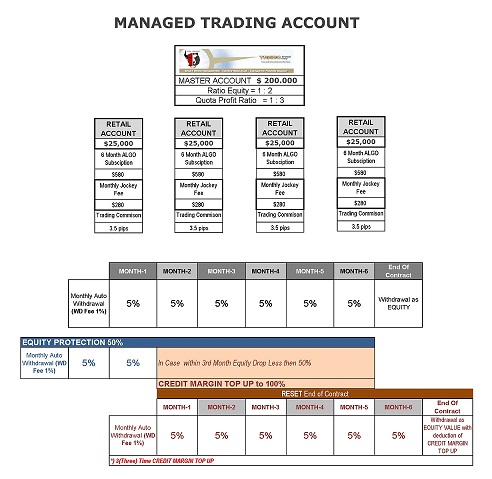 MANAGED TRADING ACCOUNT
MASTER ACCOUNT $ 200.000
Ratio Equity = 1 : 2
Quota Profit Ratio = 1 : 3
RETAIL ACCOUNT
$25,000
6 Month ALGO Subsciption
$580
Monthly Jockey Fee
$280
Trading Commison
3.5 pips
RETAIL ACCOUNT
$25,000
6 Month ALGO Subsciption
$580
Monthly Jockey Fee
$280
Trading Commison
3.5 pips
RETAIL ACCOUNT
$25,000
6 Month ALGO Subsciption
$580
Monthly Jockey Fee
$280
Trading Commison
3.5 pips
RETAIL ACCOUNT
$25,000
6 Month ALGO Subsciption
$580
Monthly Jockey Fee
$280
Trading Commison
3.5 pips
MONTH-1 MONTH-2 MONTH-3 MONTH-4 MONTH-5 MONTH-6 End Of Contract
Monthly Auto Withdrawal (WD Fee 1%) 5% 5% 5% 5% 5% 5% Withdrawal as EQUITY
EQUITY PROTECTION 50%
Monthly Auto Withdrawal (WD Fee 1%) 5% 5% In Case within 3rd Month Equity Drop Less then 50%
CREDIT MARGIN TOP UP to 100%
RESET End of Contract
MONTH-1 MONTH-2 MONTH-3 MONTH-4 MONTH-5 MONTH-6 End Of Contract
Monthly Auto Withdrawal (WD Fee 1%) 5% 5% 5% 5% 5% 5% Withdrawal as EQUITY VALUE with deduction of CREDIT MARGIN TOP UP
*) 3(Three) Time CREDIT MARGIN TOP UP